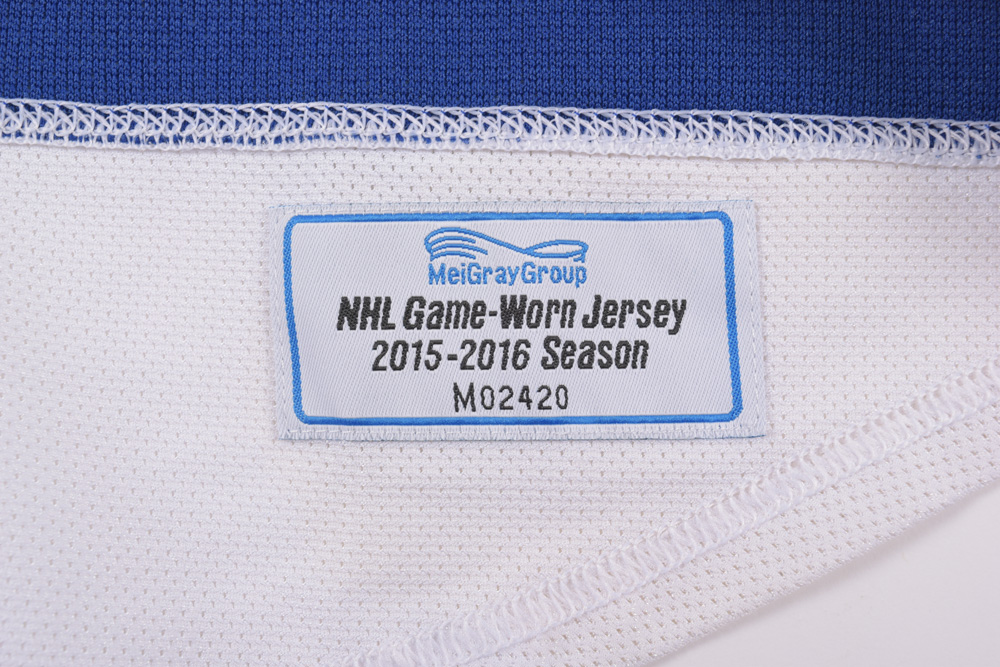 MeiGrayGroup
NHL Game-Worn Jersey
2015-2016 Season
M02420